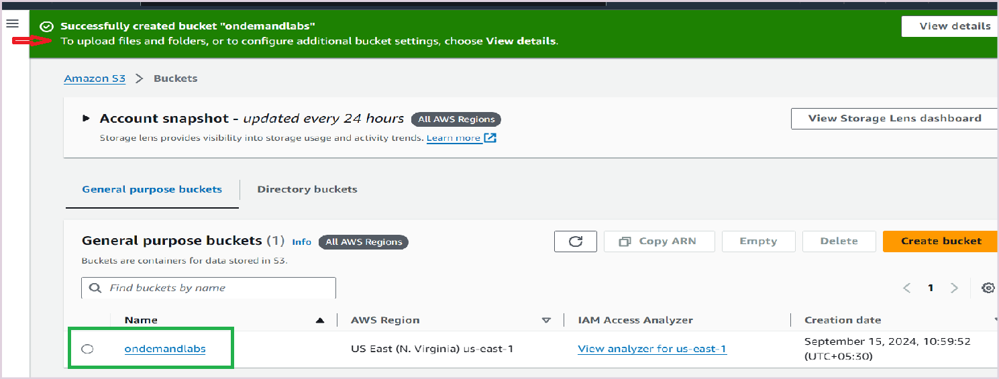 Successfully created bucket "ondemandlabs"
To upload files and folders, or to configure additional bucket settings, choose View details.
View details
Amazon S3 > Buckets
Account snapshot - updated every 24 hours All AWS Regions
Storage lens provides visibility into storage usage and activity trends. Learn more
View Storage Lens dashboard
General purpose buckets
Directory buckets
General purpose buckets (1) Info All AWS Regions
Buckets are containers for data stored in S3.
Copy ARN
Empty
Delete
Create bucket
Find buckets by name
1
Name AWS Region IAM Access Analyzer Creation date
ondemandlabs US East (N. Virginia) us-east-1 View analyzer for us-east-1 September 15, 2024, 10:59:52
(UTC+05:30)